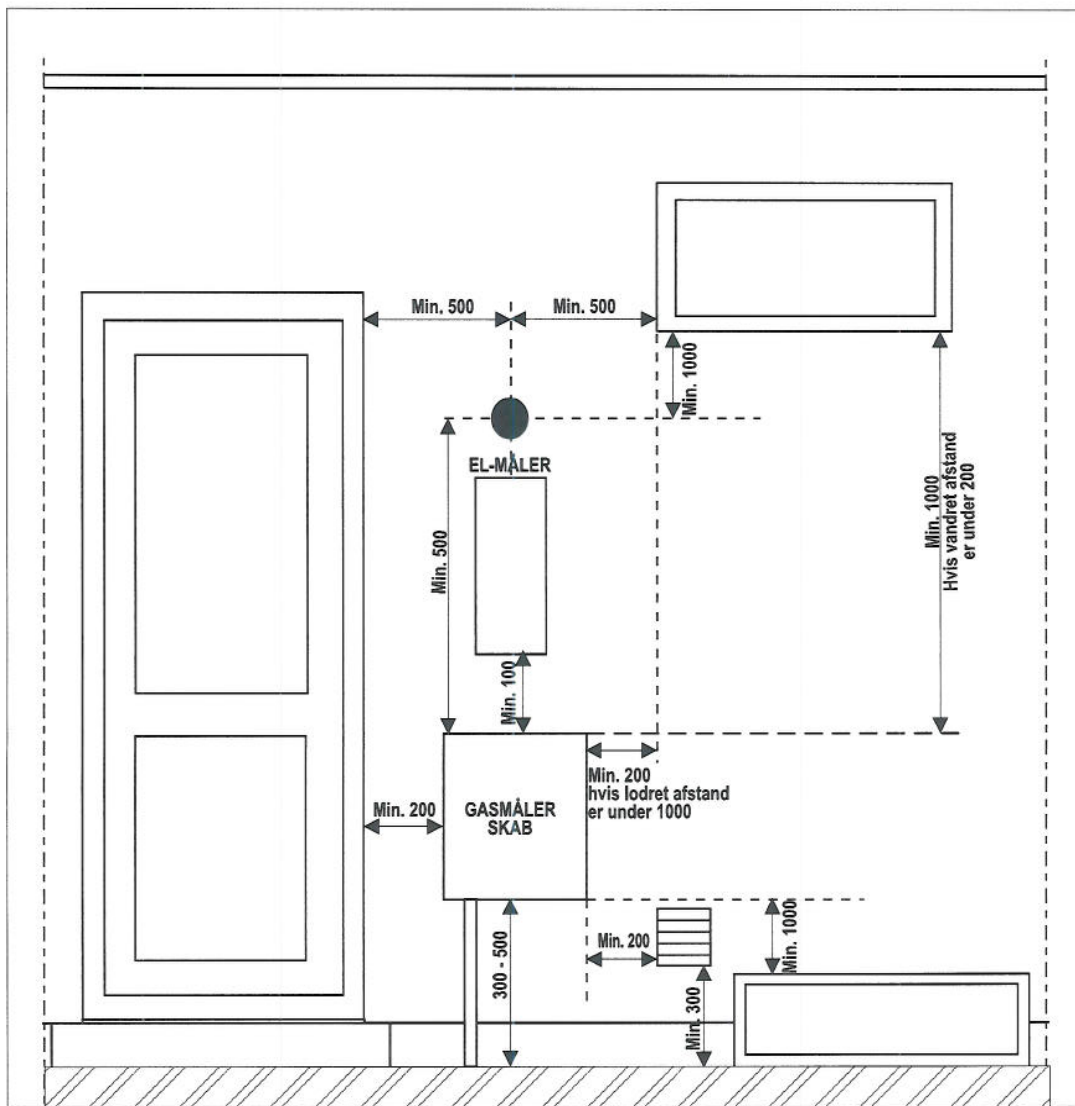 Min. 500
Min. 500
Min. 1000
EL-MÅLER
Min. 500
Min. 1000
Hvis vandret afstand
er under 200
Min. 100
Min. 200
hvis lodret afstand
er under 1000
Min. 200
GASMÅLER
SKAB
300 - 500
Min. 200
Min. 1000
Min. 300